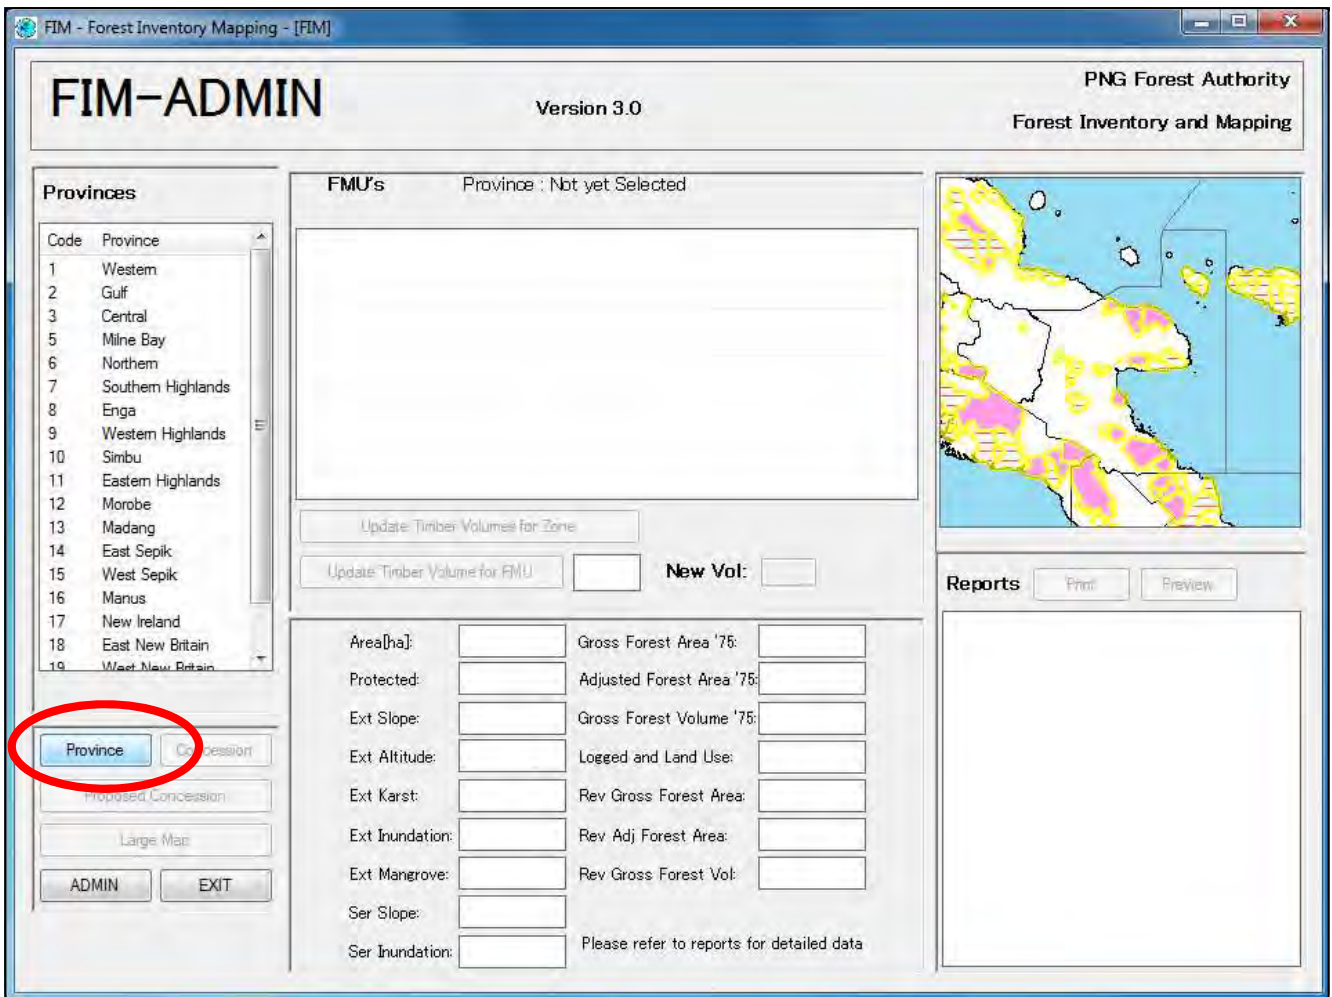 FIM - Forest Inventory Mapping - [FIM]
FIM-ADMIN
Version 3.0
PNG Forest Authority
Forest Inventory and Mapping
Provinces
Code Province
1 Western
2 Gulf
3 Central
5 Milne Bay
6 Northern
7 Southern Highlands
8 Enga
9 Western Highlands
10 Simbu
11 Eastern Highlands
12 Morobe
13 Madang
14 East Sepik
15 West Sepik
16 Manus
17 New Ireland
18 East New Britain
19 West New Britain
Province Concession
Proposed Concession
Large Map
ADMIN EXIT
FMU's Province : Not yet Selected
Update Timber Volumes for Zone
Update Timber Volume for FMU New Vol:
Area[ha]: Gross Forest Area '75:
Protected: Adjusted Forest Area '75:
Ext Slope: Gross Forest Volume '75:
Ext Altitude: Logged and Land Use:
Ext Karst: Rev Gross Forest Area:
Ext Inundation: Rev Adj Forest Area:
Ext Mangrove: Rev Gross Forest Vol:
Ser Slope:
Ser Inundation: Please refer to reports for detailed data
Reports Print Preview